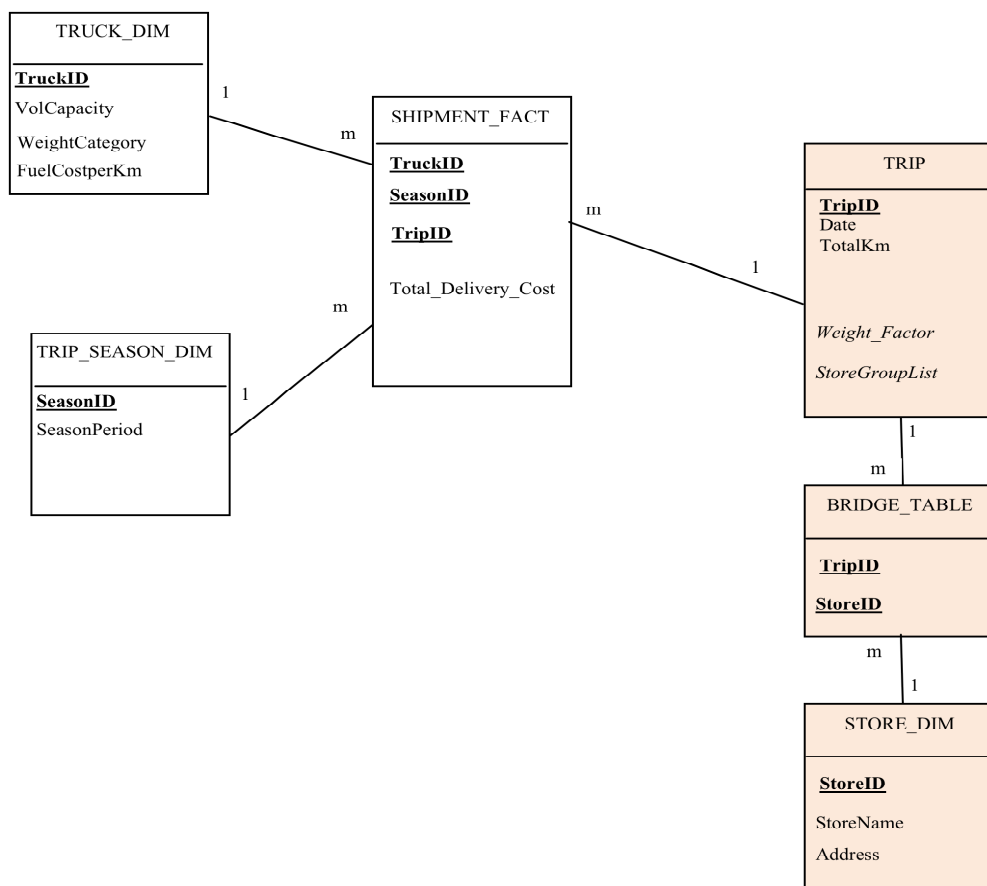 TRUCK_DIM
TruckID
VolCapacity
WeightCategory
FuelCostperKm
1
m
SHIPMENT_FACT
TruckID
SeasonID
TripID
Total_Delivery_Cost
m
1
TRIP
TripID
Date
TotalKm
Weight_Factor
StoreGroupList
m
1
TRIP_SEASON_DIM
SeasonID
SeasonPeriod
1
m
BRIDGE_TABLE
TripID
StoreID
m
1
STORE_DIM
StoreID
StoreName
Address